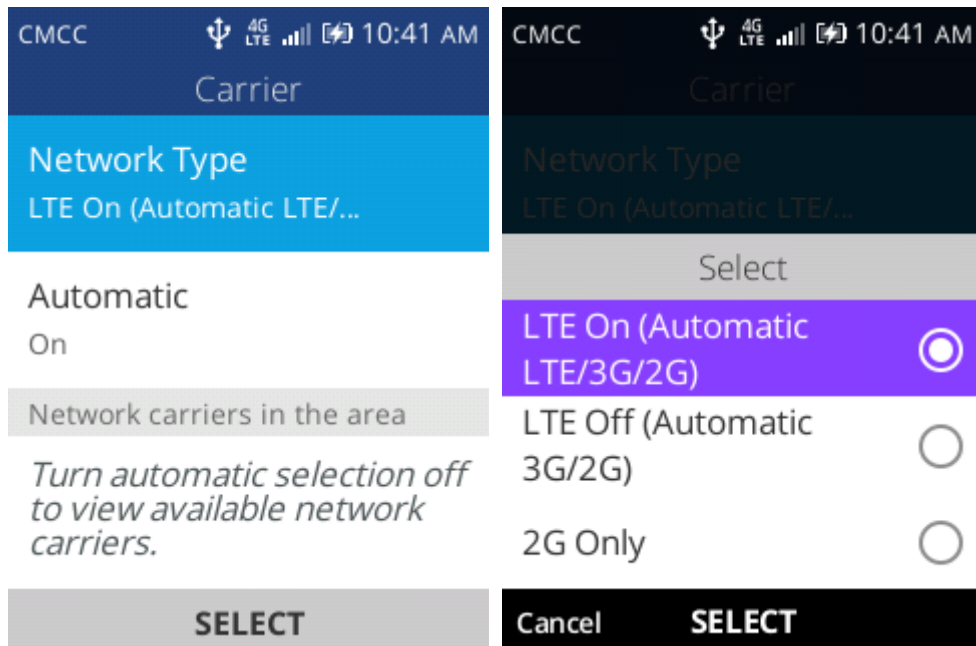 CMCC 4G LTE 10:41 AM
Carrier
Network Type
LTE On (Automatic LTE/...
Automatic
On
Network carriers in the area
Turn automatic selection off
to view available network
carriers.
SELECT
CMCC 4G LTE 10:41 AM
Carrier
Network Type
LTE On (Automatic LTE/...
Select
LTE On (Automatic
LTE/3G/2G)
LTE Off (Automatic
3G/2G)
2G Only
Cancel SELECT